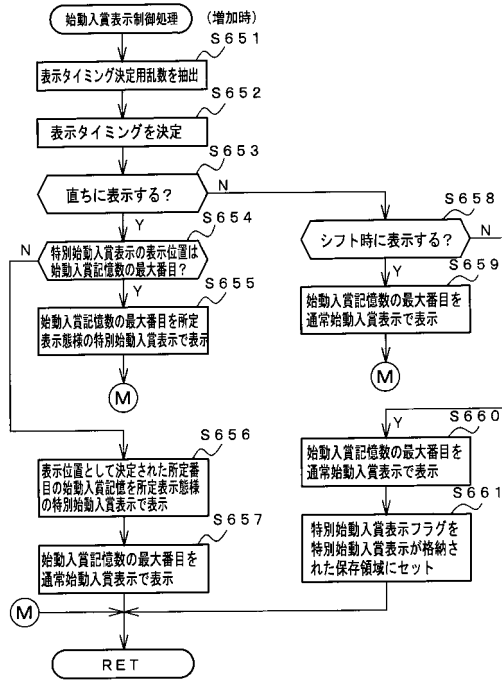 始動入賞表示制御処理
(増加時)
S651
表示タイミング決定用乱数を抽出
S652
表示タイミングを決定
S653
直ちに表示する?
N
Y
S654
特別始動入賞表示の表示位置は
始動入賞記憶数の最大番目?
N
Y
S655
始動入賞記憶数の最大番目を所定
表示態様の特別始動入賞表示で表示
M
S656
表示位置として決定された所定番
目の始動入賞記憶を所定表示態様
の特別始動入賞表示で表示
S657
始動入賞記憶数の最大番目を
通常始動入賞表示で表示
M
RET
S658
シフト時に表示する?
N
Y
S659
始動入賞記憶数の最大番目を
通常始動入賞表示で表示
M
Y
S660
始動入賞記憶数の最大番目を
通常始動入賞表示で表示
S661
特別始動入賞表示フラグを
特別始動入賞表示が格納さ
れた保存領域にセット